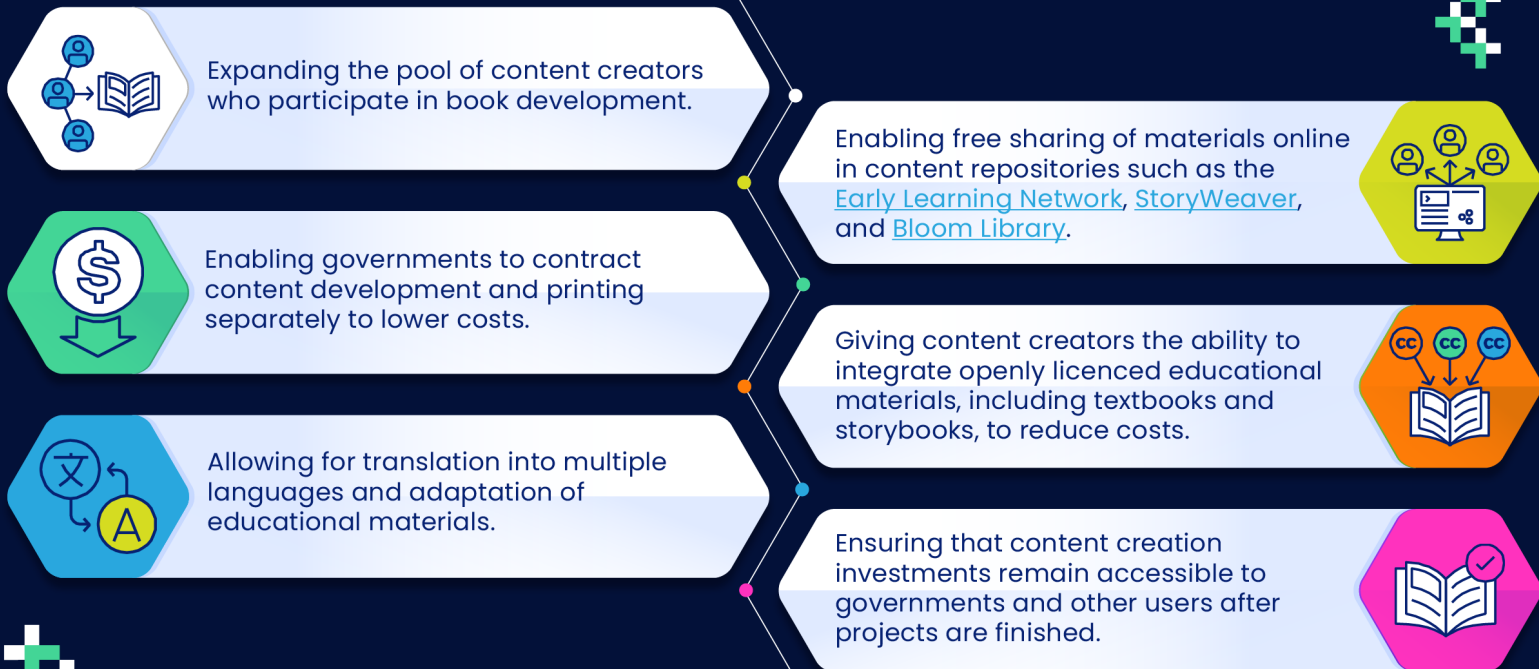 Expanding the pool of content creators
who participate in book development.
Enabling free sharing of materials online
in content repositories such as the
Early Learning Network, StoryWeaver,
and Bloom Library.
$
Enabling governments to contract
content development and printing
separately to lower costs.
Giving content creators the ability to
integrate openly licenced educational
materials, including textbooks and
storybooks, to reduce costs.
cc cc cc
文
A
Allowing for translation into multiple
languages and adaptation of
educational materials.
Ensuring that content creation
investments remain accessible to
governments and other users after
projects are finished.